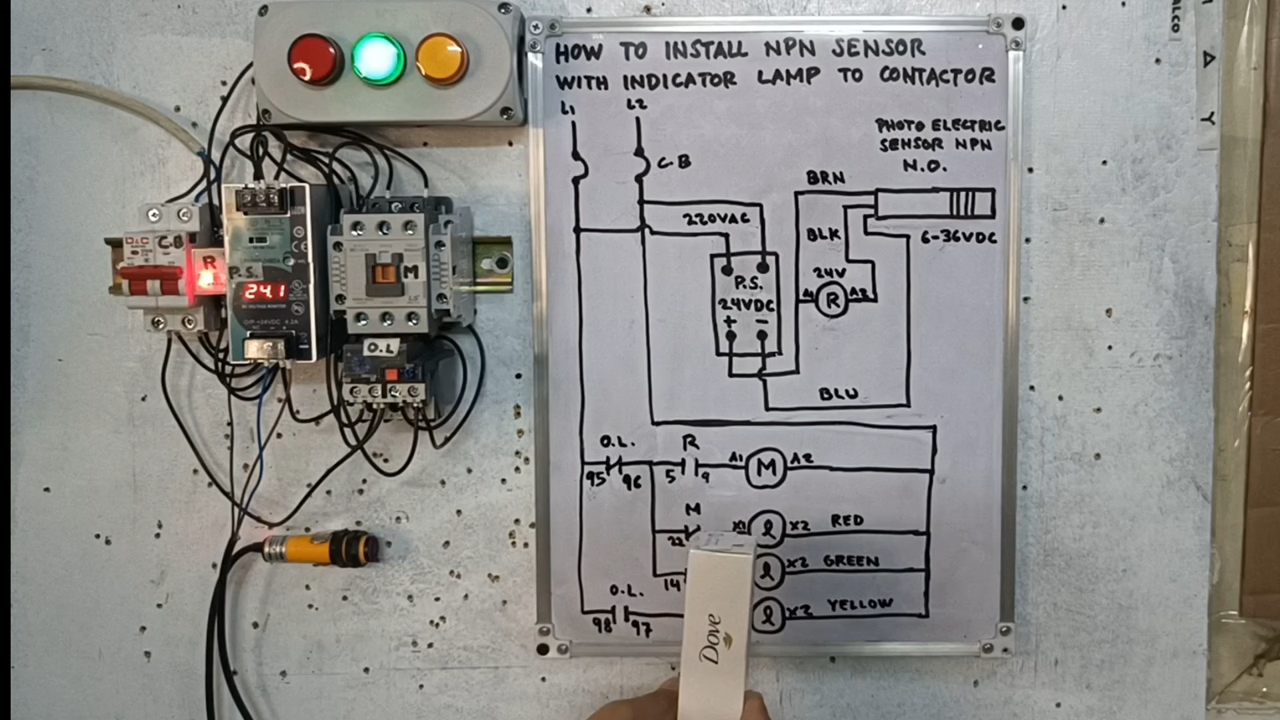 HOW TO INSTALL NPN SENSOR
WITH INDICATOR LAMP TO CONTACTOR
L1
L2
C.B
PHOTO ELECTRIC
SENSOR NPN
N.O.
BRN
220VAC
BLK
6-36VDC
P.S.
24VDC
+ −
24V
A1 R A2
BLU
O.L.
95 96
R
5 9
A1 M A2
M
22
X1 l X2 RED
14
l X2 GREEN
O.L.
98 97
l X2 YELLOW
C.B
R
P.S.
24.1
M
O.L
Dove
ALCO